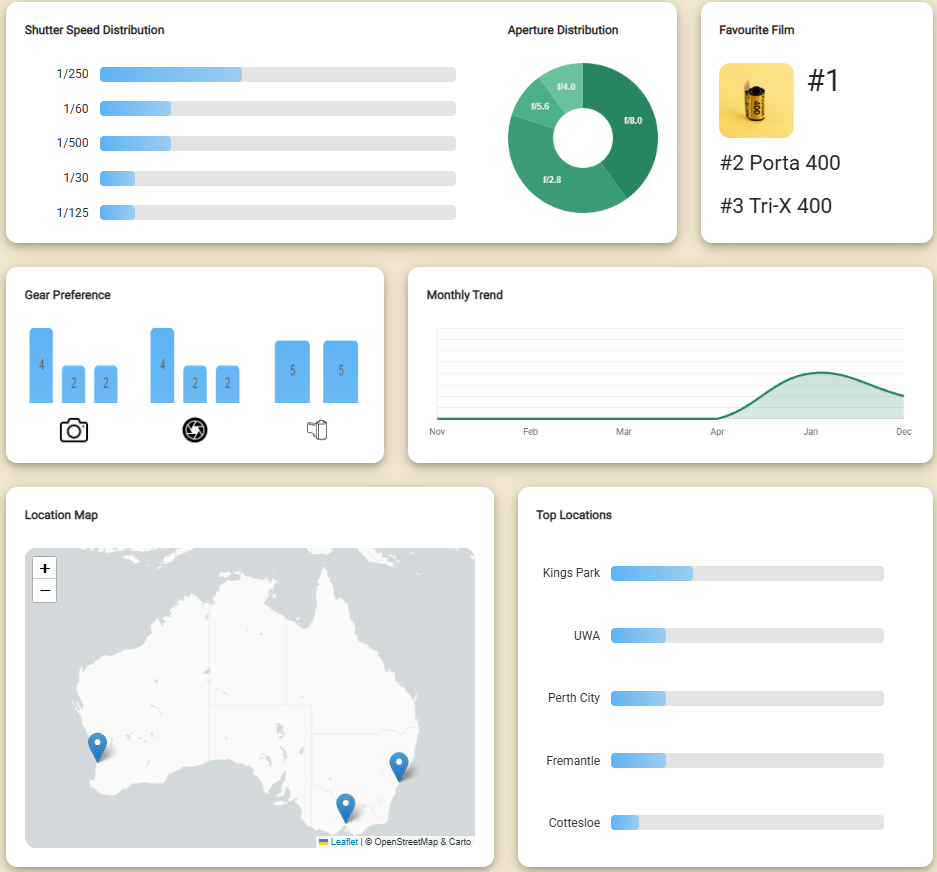 Shutter Speed Distribution
1/250
1/60
1/500
1/30
1/125
Aperture Distribution
f/4.0
f/5.6
f/8.0
f/2.8
Favourite Film
400
#1
#2 Porta 400
#3 Tri-X 400
Gear Preference
4
2
2
4
2
2
5
5
Monthly Trend
Nov
Feb
Mar
Apr
Jan
Dec
Location Map
+
−
Leaflet | © OpenStreetMap & Carto
Top Locations
Kings Park
UWA
Perth City
Fremantle
Cottesloe